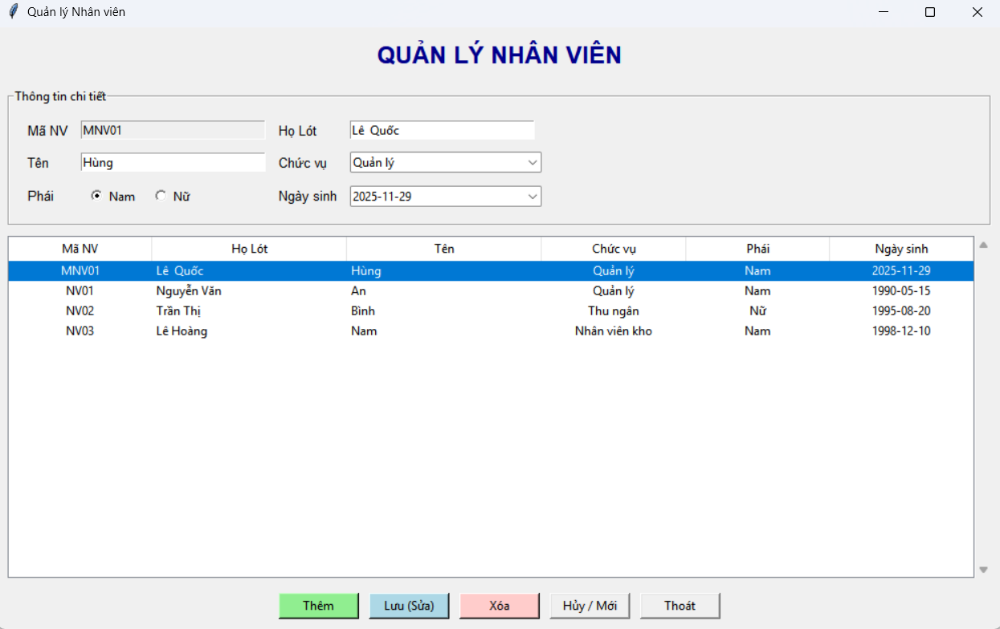 Quản lý Nhân viên
QUẢN LÝ NHÂN VIÊN
Thông tin chi tiết
Mã NV MNV01 Họ Lót Lê  Quốc
Tên Hùng Chức vụ Quản lý
Phái Nam Nữ Ngày sinh 2025-11-29
Mã NV Họ Lót Tên Chức vụ Phái Ngày sinh
MNV01 Lê  Quốc Hùng Quản lý Nam 2025-11-29
NV01 Nguyễn Văn An Quản lý Nam 1990-05-15
NV02 Trần Thị Bình Thu ngân Nữ 1995-08-20
NV03 Lê Hoàng Nam Nhân viên kho Nam 1998-12-10
Thêm Lưu (Sửa) Xóa Hủy / Mới Thoát